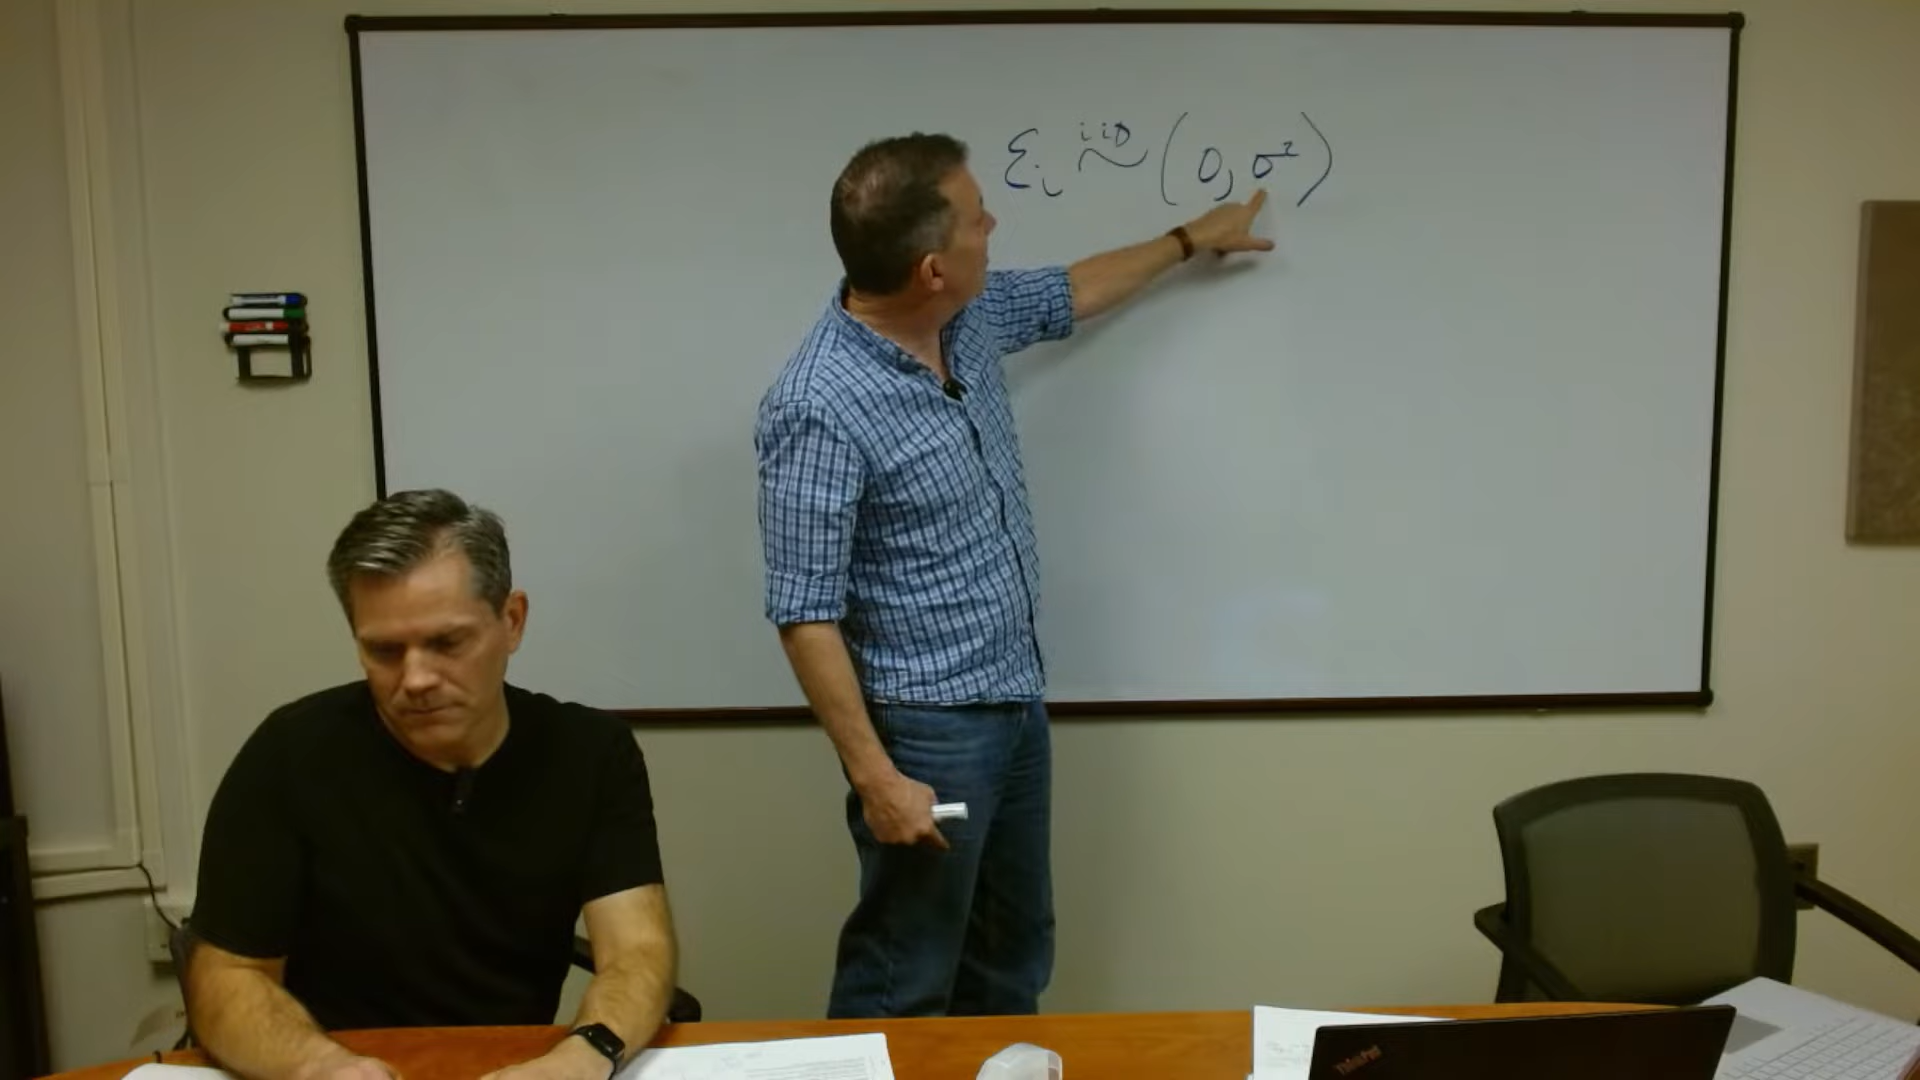 εᵢ iiD ~ (0, σ²)
ThinkPad